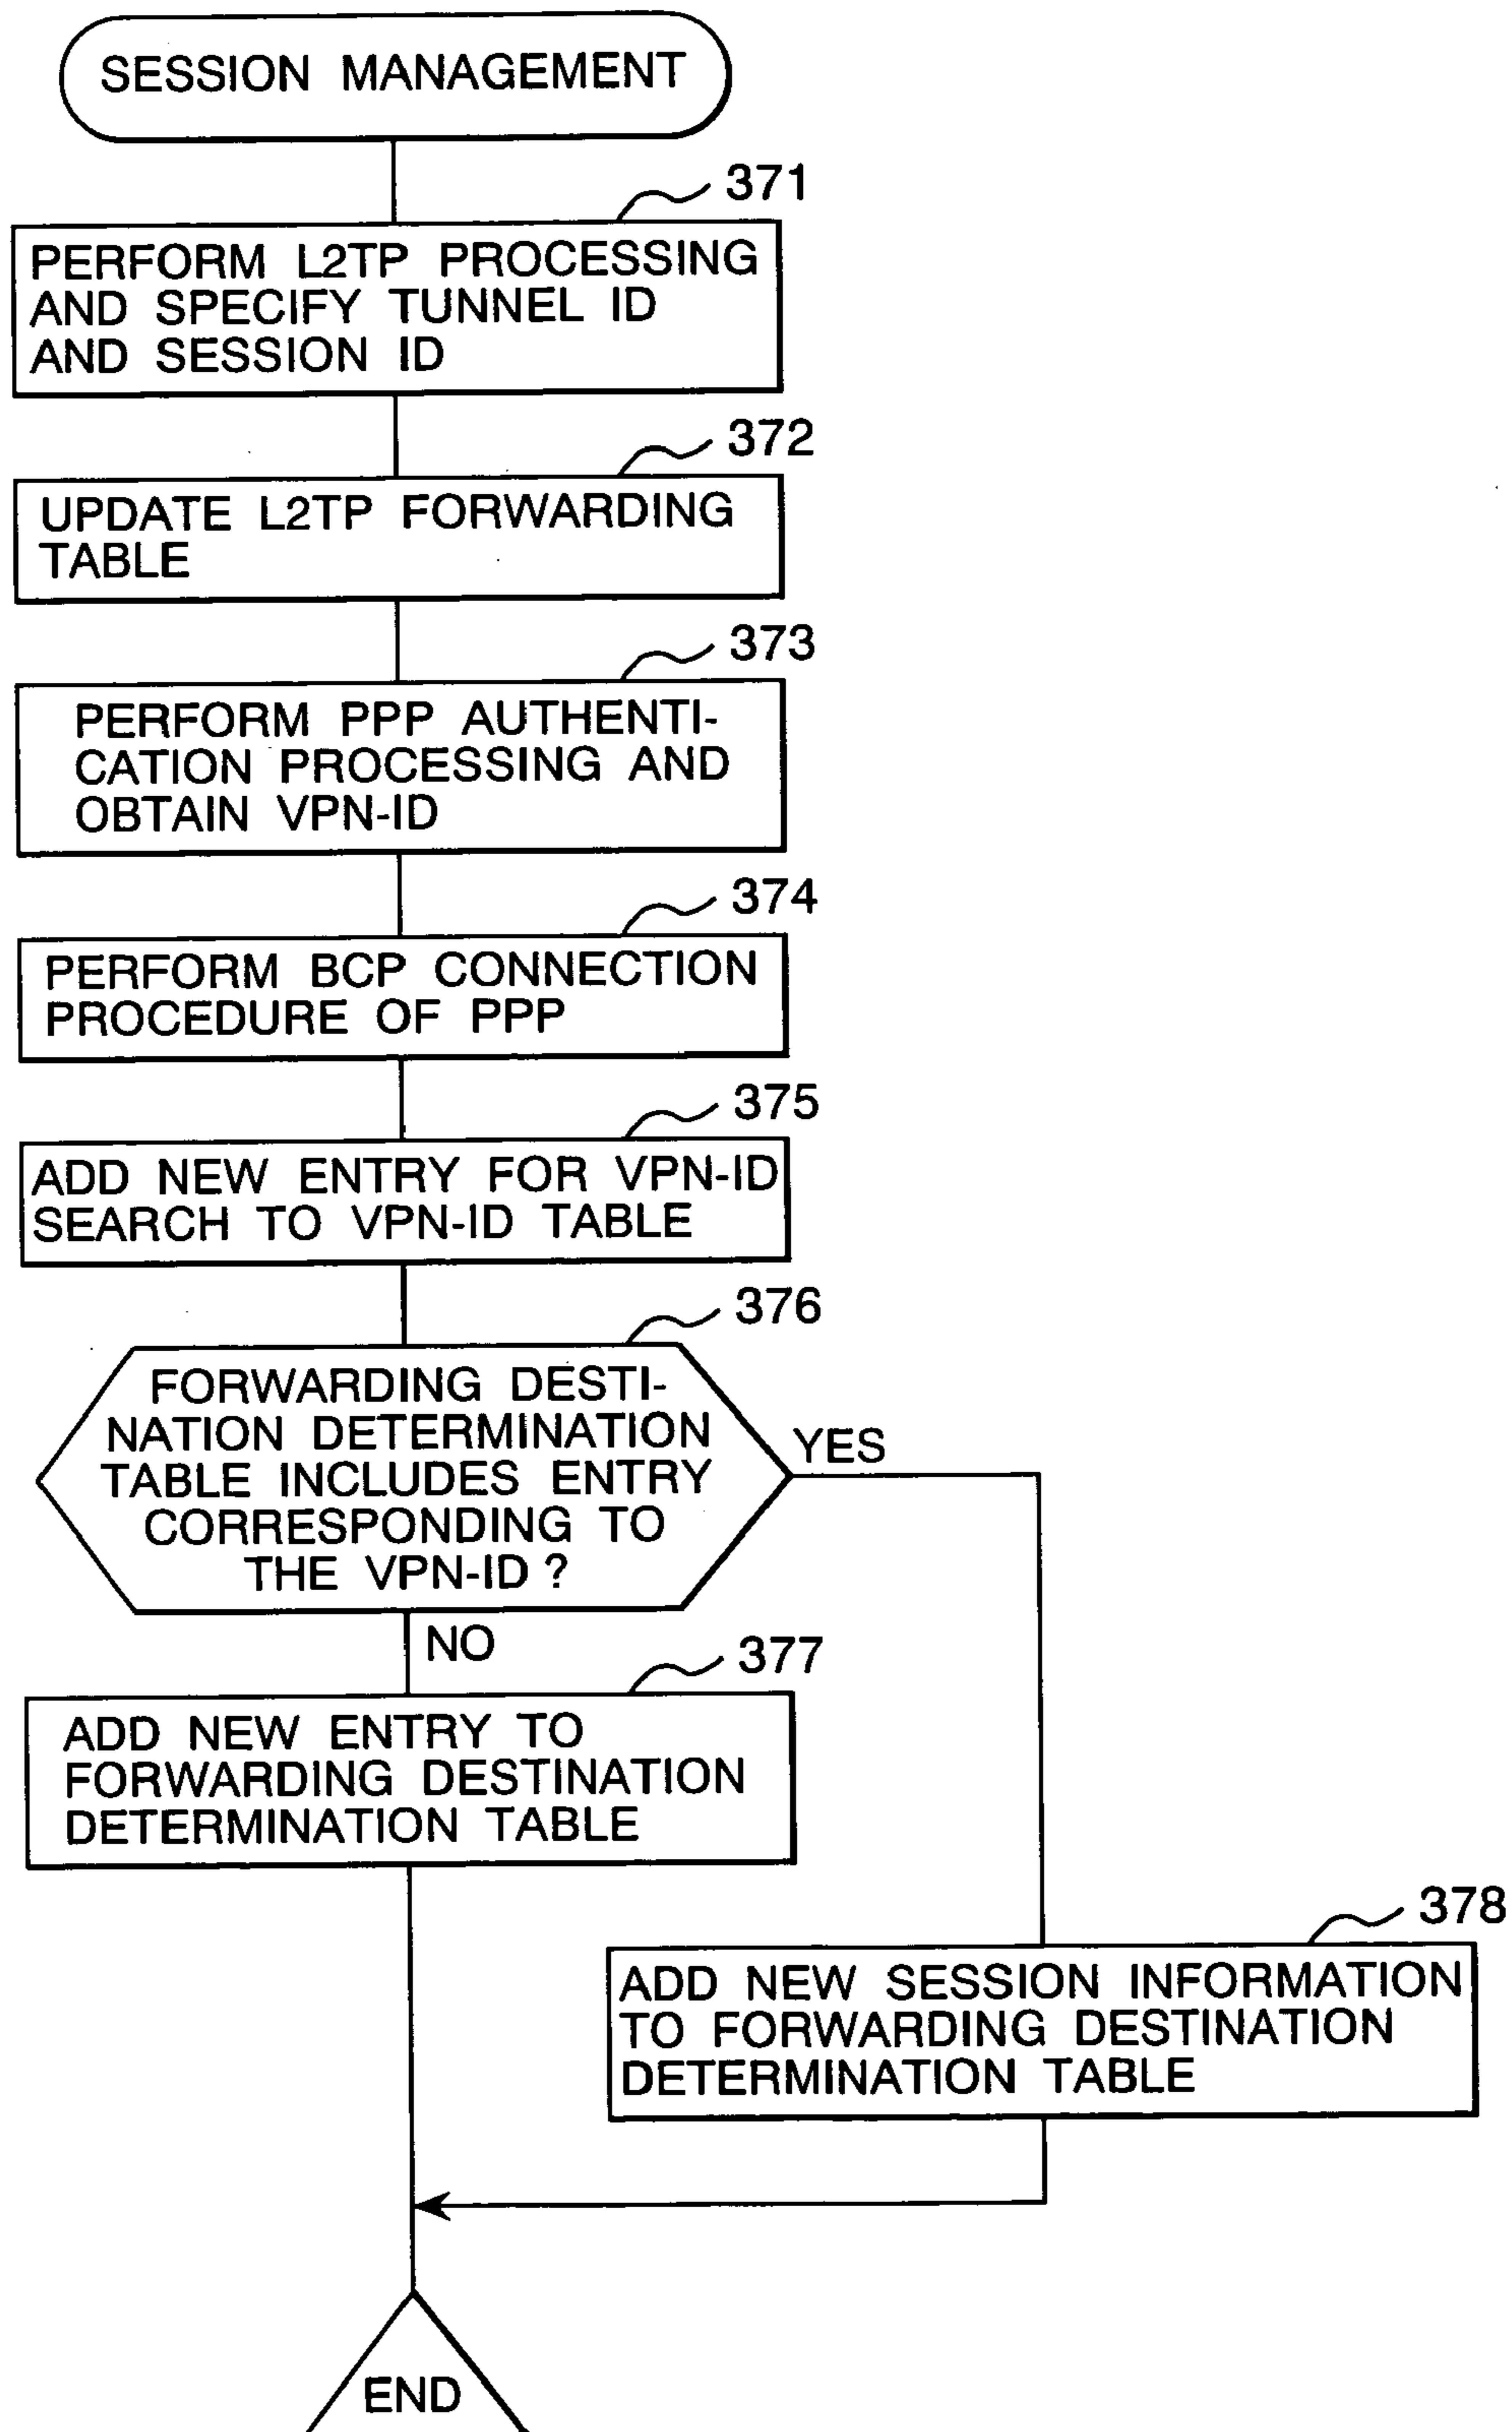 SESSION MANAGEMENT
371
PERFORM L2TP PROCESSING
AND SPECIFY TUNNEL ID
AND SESSION ID
372
UPDATE L2TP FORWARDING
TABLE
373
PERFORM PPP AUTHENTI-
CATION PROCESSING AND
OBTAIN VPN-ID
374
PERFORM BCP CONNECTION
PROCEDURE OF PPP
375
ADD NEW ENTRY FOR VPN-ID
SEARCH TO VPN-ID TABLE
376
FORWARDING DESTI-
NATION DETERMINATION
TABLE INCLUDES ENTRY
CORRESPONDING TO
THE VPN-ID ?
YES
NO
377
ADD NEW ENTRY TO
FORWARDING DESTINATION
DETERMINATION TABLE
378
ADD NEW SESSION INFORMATION
TO FORWARDING DESTINATION
DETERMINATION TABLE
END